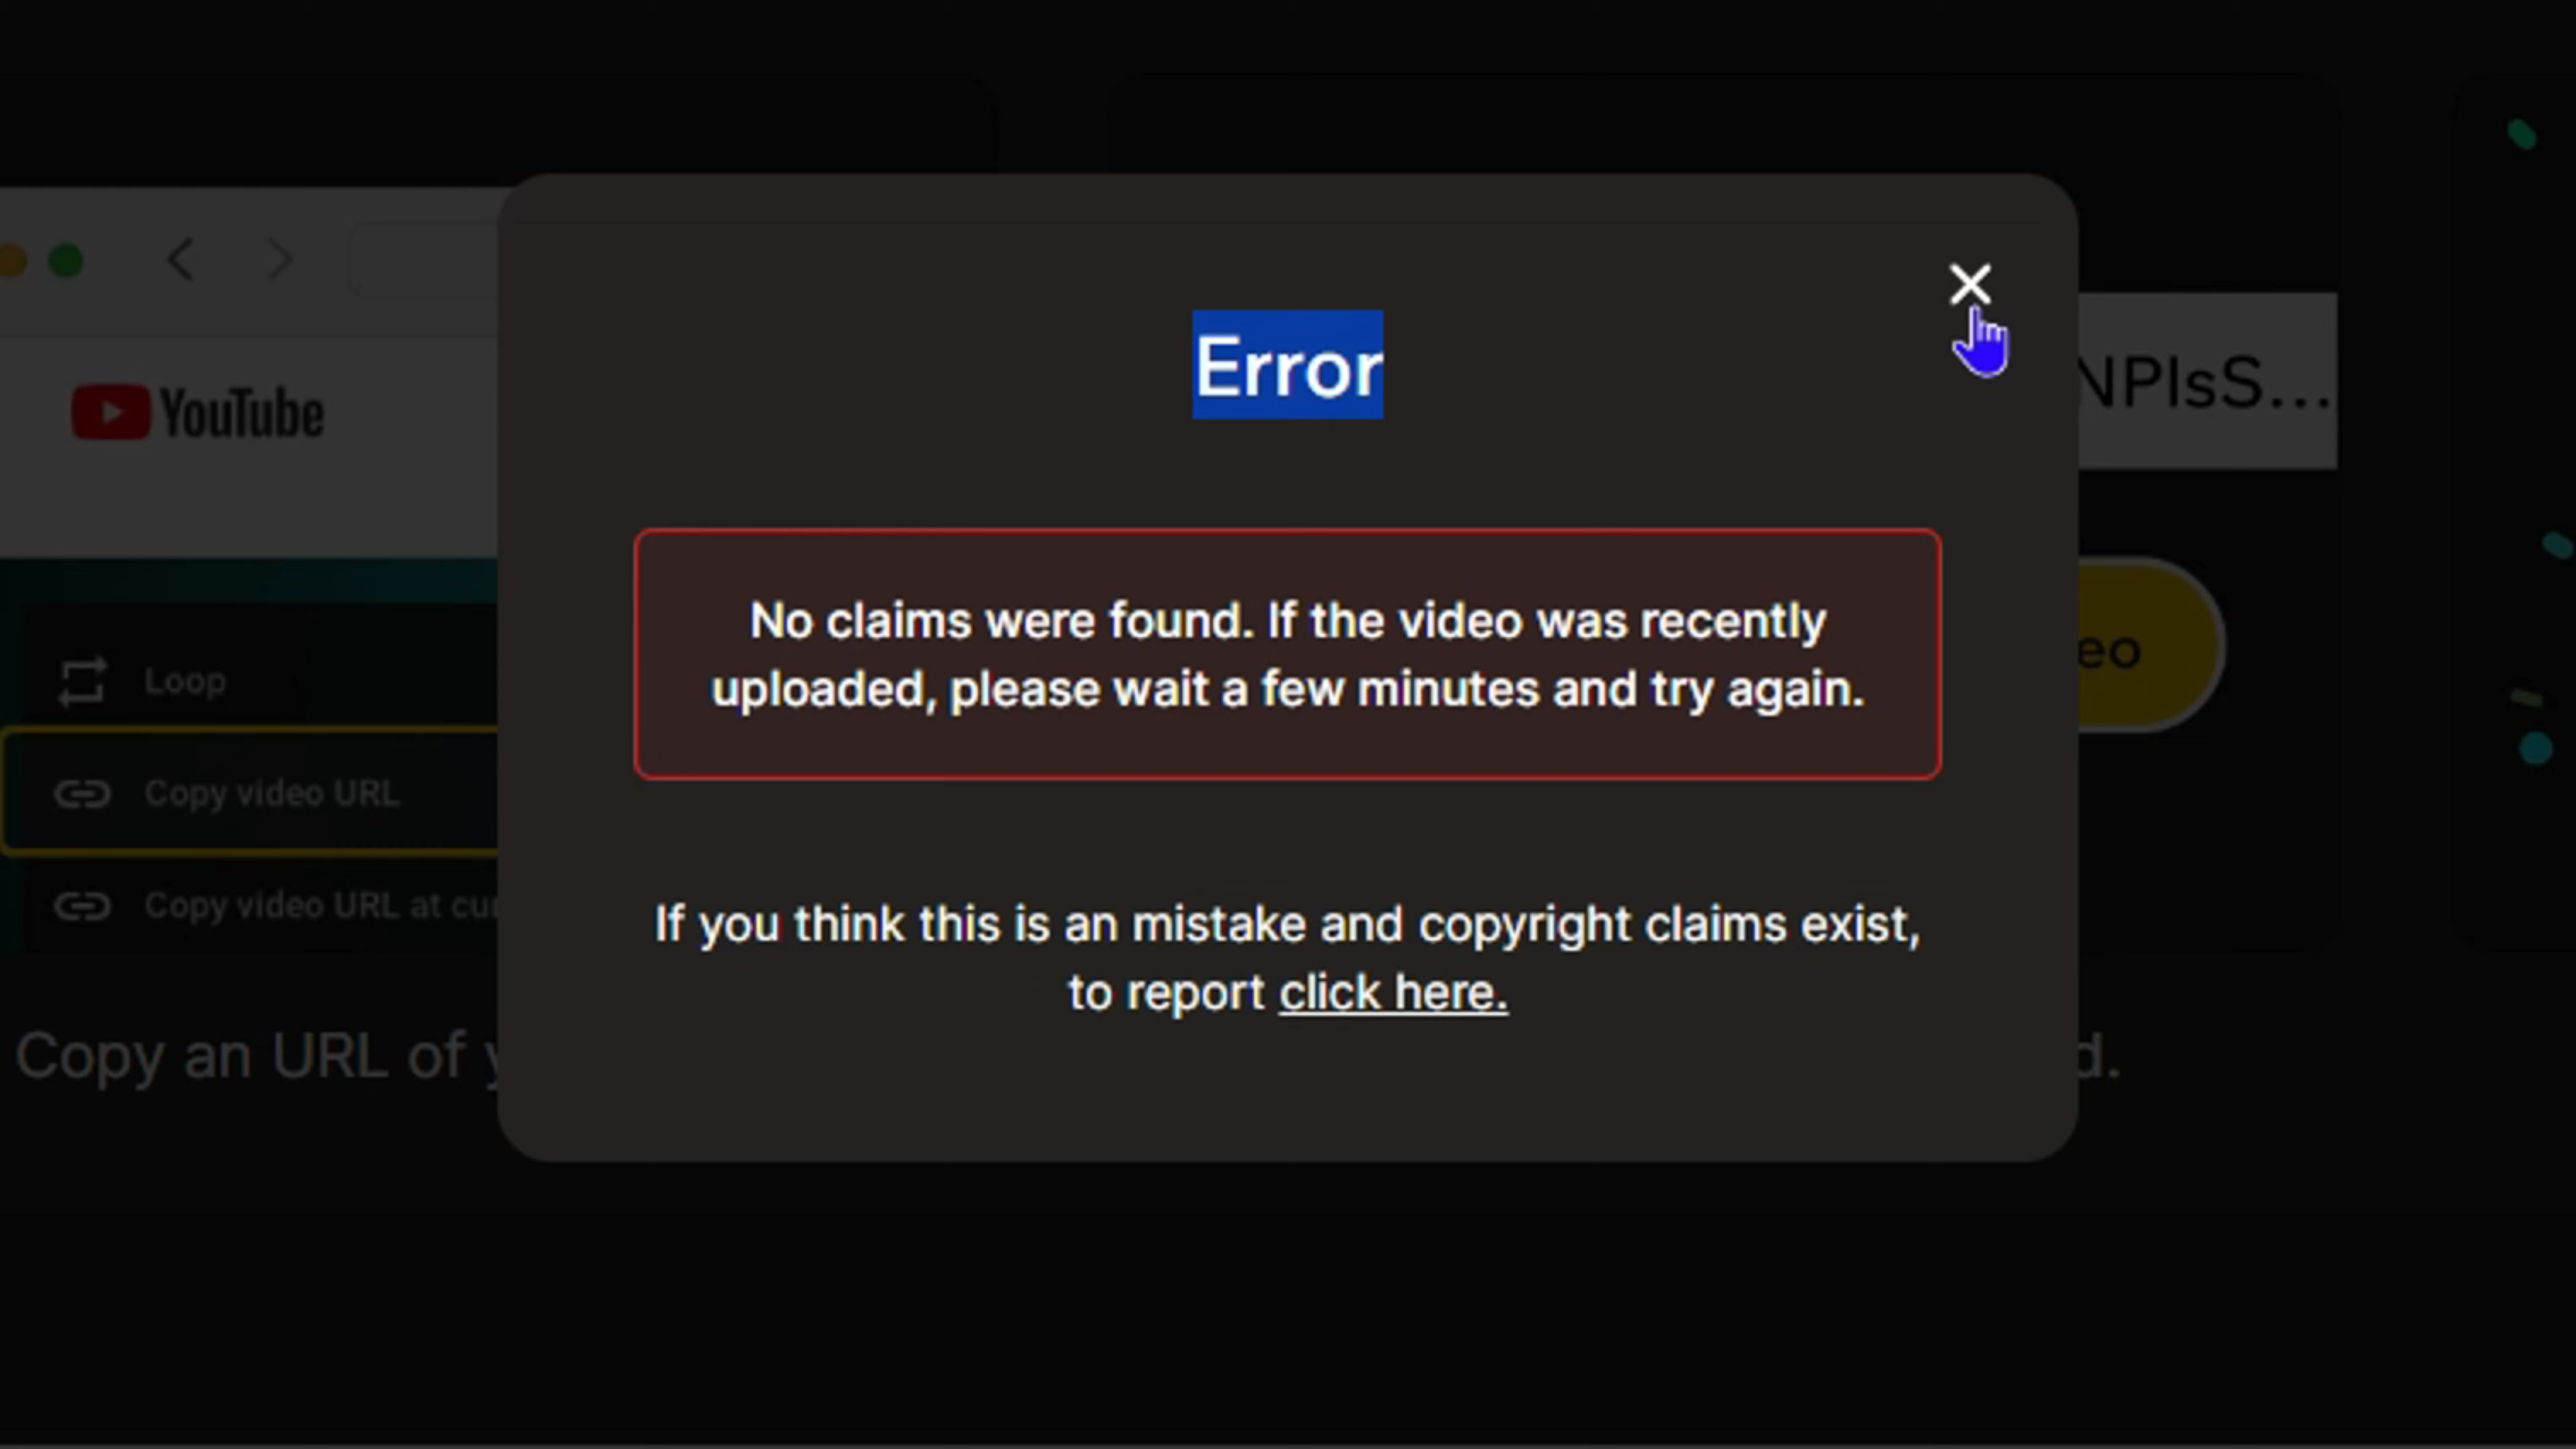 Error
NPIsS...
YouTube
No claims were found. If the video was recently
uploaded, please wait a few minutes and try again.
Loop
Copy video URL
Copy video URL at
If you think this is an mistake and copyright claims exist,
to report click here.
Copy an URL of